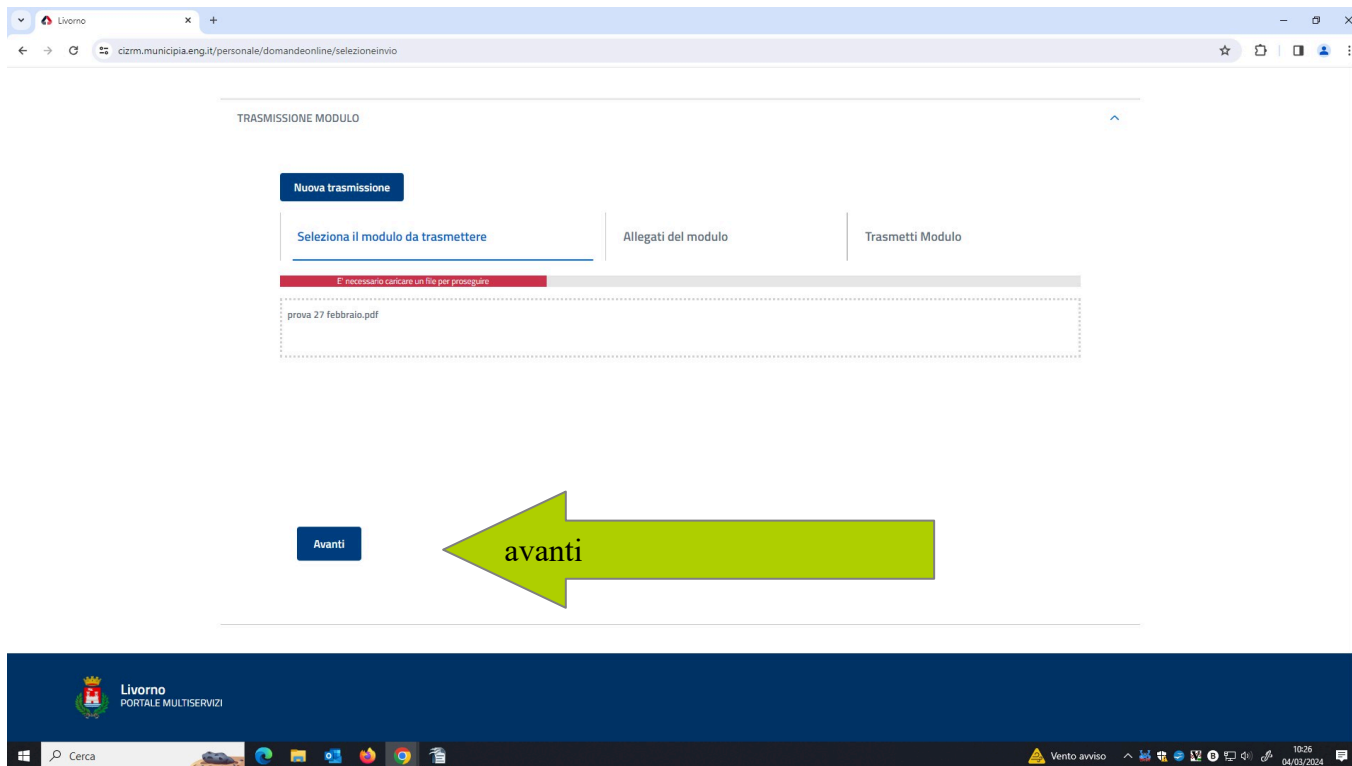 Livorno
cizrm.municipia.eng.it/personale/domandeonline/selezioneinvio
TRASMISSIONE MODULO
Nuova trasmissione
Seleziona il modulo da trasmettere
Allegati del modulo
Trasmetti Modulo
E' necessario caricare un file per proseguire
prova 27 febbraio.pdf
Avanti
avanti
Livorno
PORTALE MULTISERVIZI
Cerca
Vento avviso
10:26
04/03/2024